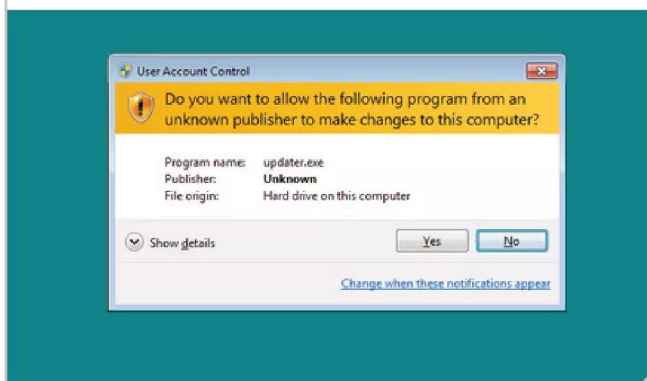 User Account Control
Do you want to allow the following program from an
unknown publisher to make changes to this computer?
Program name: updater.exe
Publisher: Unknown
File origin: Hard drive on this computer
Show details
Yes No
Change when these notifications appear